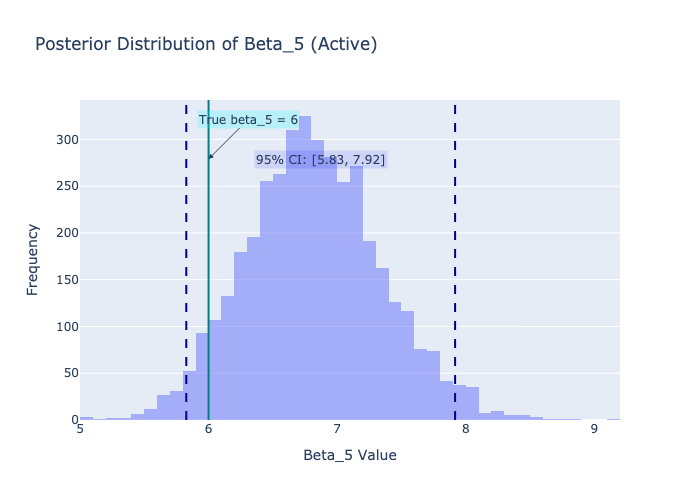 Posterior Distribution of Beta_5 (Active)
True beta_5 = 6
95% CI: [5.83, 7.92]
300
250
200
150
100
50
0
Frequency
5 6 7 8 9
Beta_5 Value